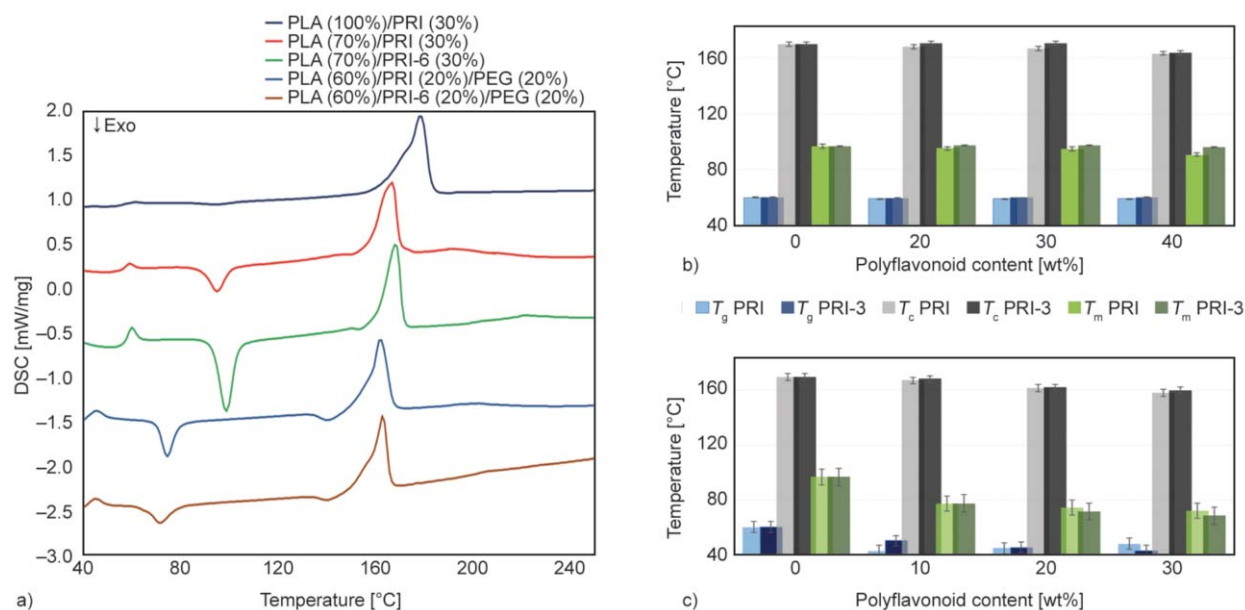 PLA (100%)/PRI (30%)
PLA (70%)/PRI (30%)
PLA (70%)/PRI-6 (30%)
PLA (60%)/PRI (20%)/PEG (20%)
PLA (60%)/PRI-6 (20%)/PEG (20%)
2.0
1.5
1.0
0.5
0.0
–0.5
–1.0
–1.5
–2.0
–2.5
–3.0
↓Exo
DSC [mW/mg]
40 80 120 160 200 240
Temperature [°C]
a)
160
120
80
40
Temperature [°C]
0 20 30 40
Polyflavonoid content [wt%]
b)
Tg PRI Tg PRI-3 Tc PRI Tc PRI-3 Tm PRI Tm PRI-3
160
120
80
40
Temperature [°C]
0 10 20 30
Polyflavonoid content [wt%]
c)